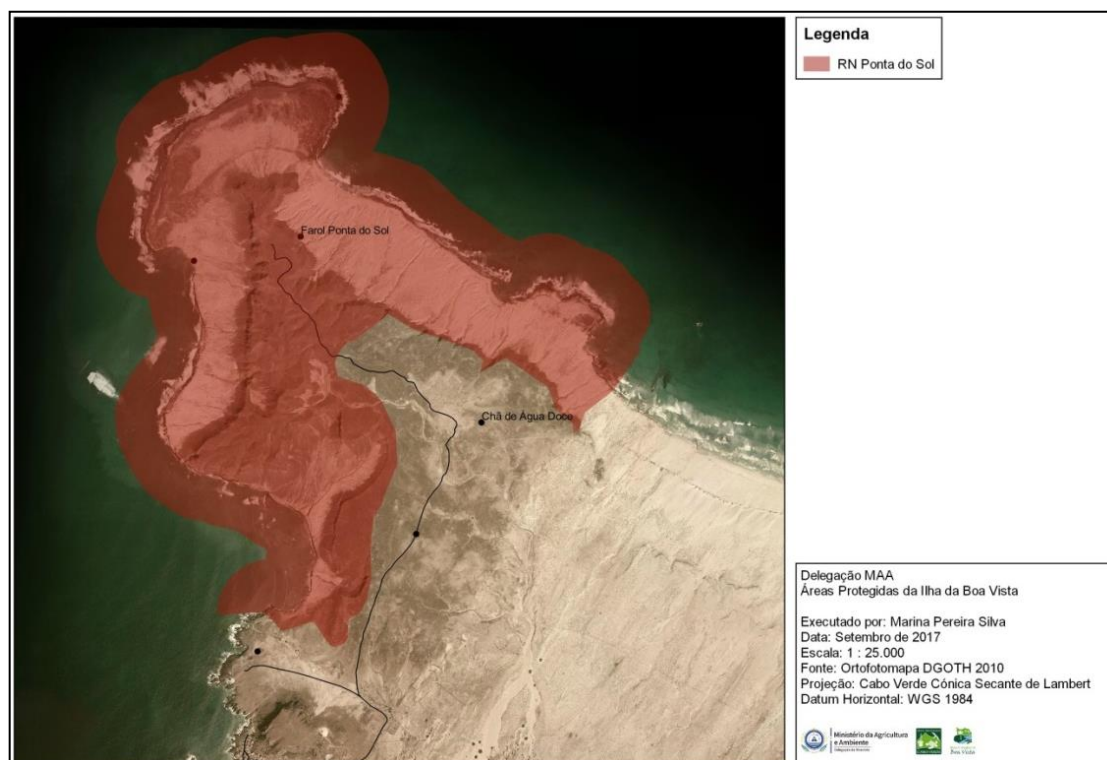 Legenda
RN Ponta do Sol
Farol Ponta do Sol
Chã de Água Doce
Delegação MAA
Áreas Protegidas da Ilha da Boa Vista
Executado por: Marina Pereira Silva
Data: Setembro de 2017
Escala: 1 : 25.000
Fonte: Ortofotomapa DGOTH 2010
Projeção: Cabo Verde Cónica Secante de Lambert
Datum Horizontal: WGS 1984
Ministério da Agricultura
e Ambiente
Boa Vista